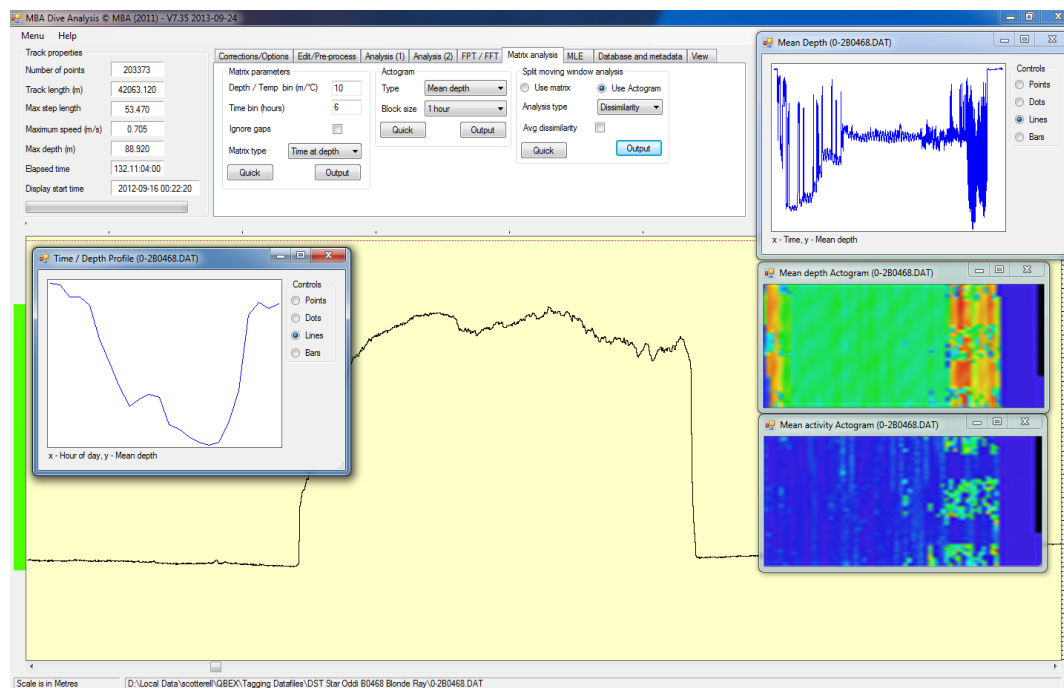 MBA Dive Analysis © MBA (2011) - V7.35 2013-09-24
Menu Help
Track properties
Number of points 203373
Track length (m) 42063.120
Max step length 53.470
Maximum speed (m/s) 0.705
Max depth (m) 88.920
Elapsed time 132.11:04:00
Display start time 2012-09-16 00:22:20
Corrections/Options Edit/Pre-process Analysis (1) Analysis (2) FPT / FFT Matrix analysis MLE Database and metadata View
Matrix parameters
Depth / Temp bin (m/°C) 10
Time bin (hours) 6
Ignore gaps
Matrix type Time at depth
Quick Output
Actogram
Type Mean depth
Block size 1 hour
Quick Output
Split moving window analysis
Use matrix Use Actogram
Analysis type Dissimilarity
Avg dissimilarity
Quick Output
Mean Depth (0-2B0468.DAT)
Controls
Points
Dots
Lines
Bars
x - Time, y - Mean depth
Time / Depth Profile (0-2B0468.DAT)
Controls
Points
Dots
Lines
Bars
x - Hour of day, y - Mean depth
Mean depth Actogram (0-2B0468.DAT)
Mean activity Actogram (0-2B0468.DAT)
Scale is in Metres D:\Local Data\scotterell\QBEX\Tagging Datafiles\DST Star Oddi B0468 Blonde Ray\0-2B0468.DAT